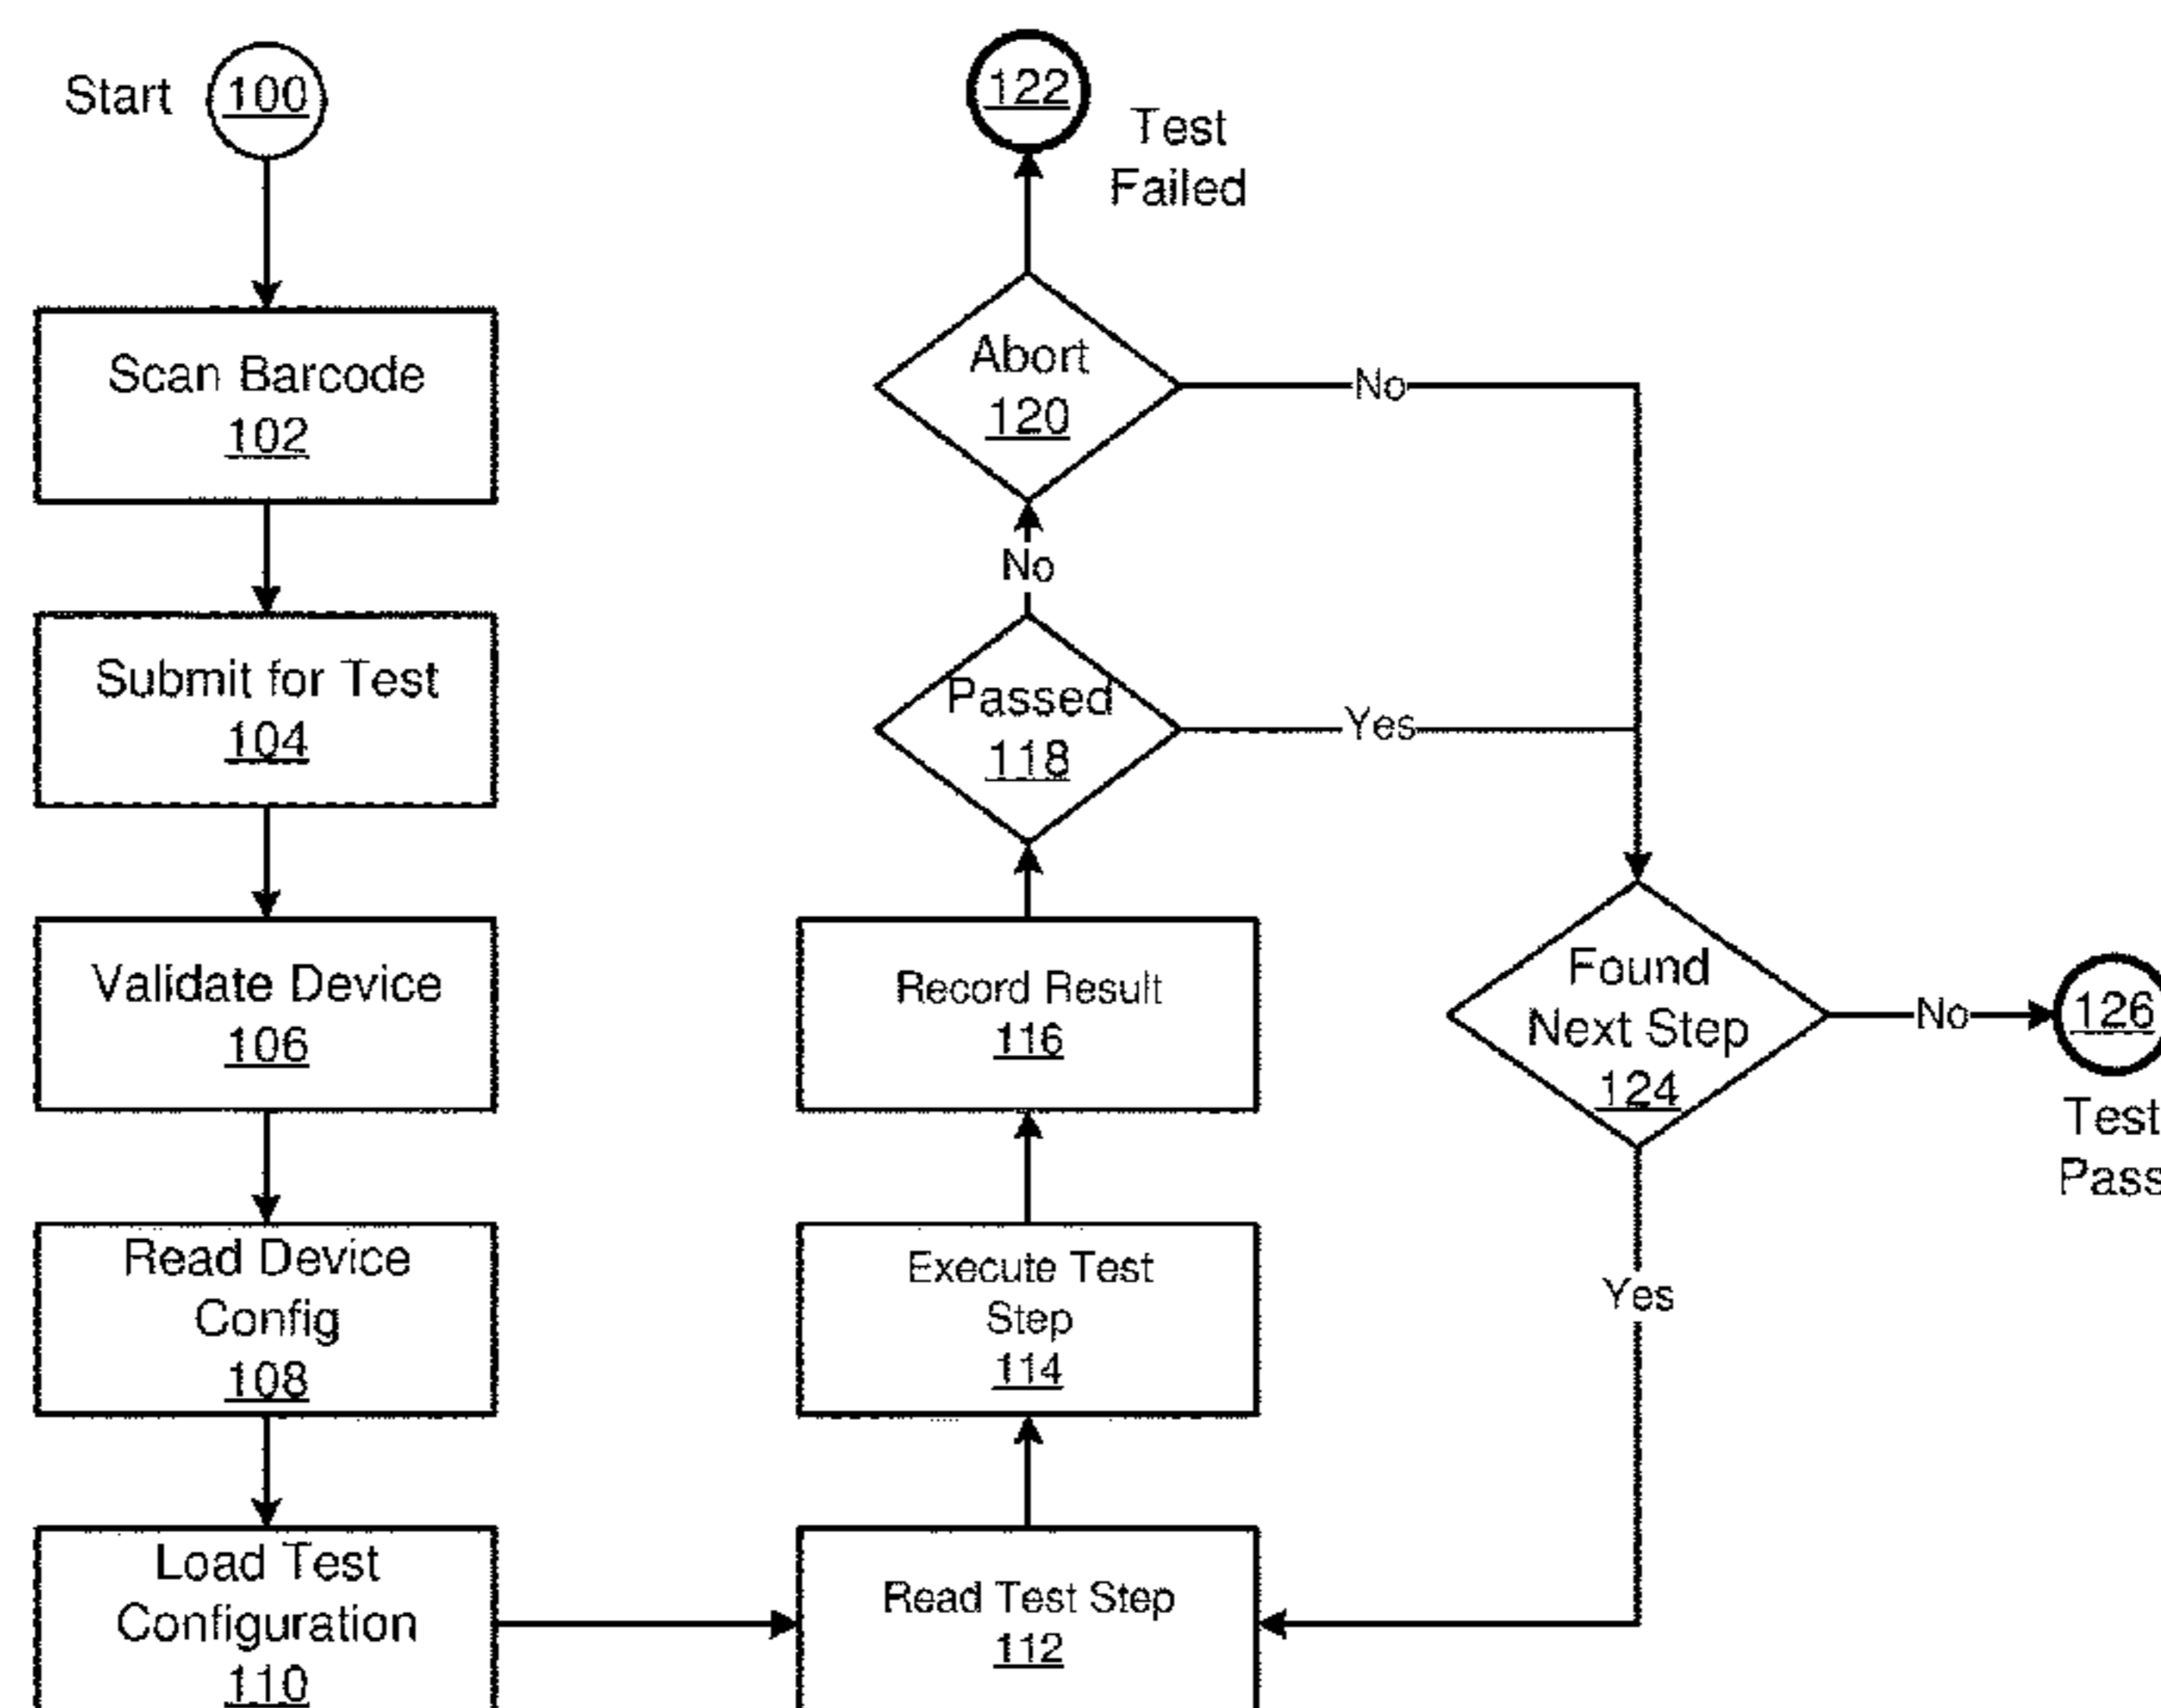 Start 100
Scan Barcode
102
Submit for Test
104
Validate Device
106
Read Device
Config
108
Load Test
Configuration
110
122
Test
Failed
Abort
120
No
No
Passed
118
Yes
Record Result
116
Execute Test
Step
114
Read Test Step
112
Found
Next Step
124
No
126
Test
Pass
Yes